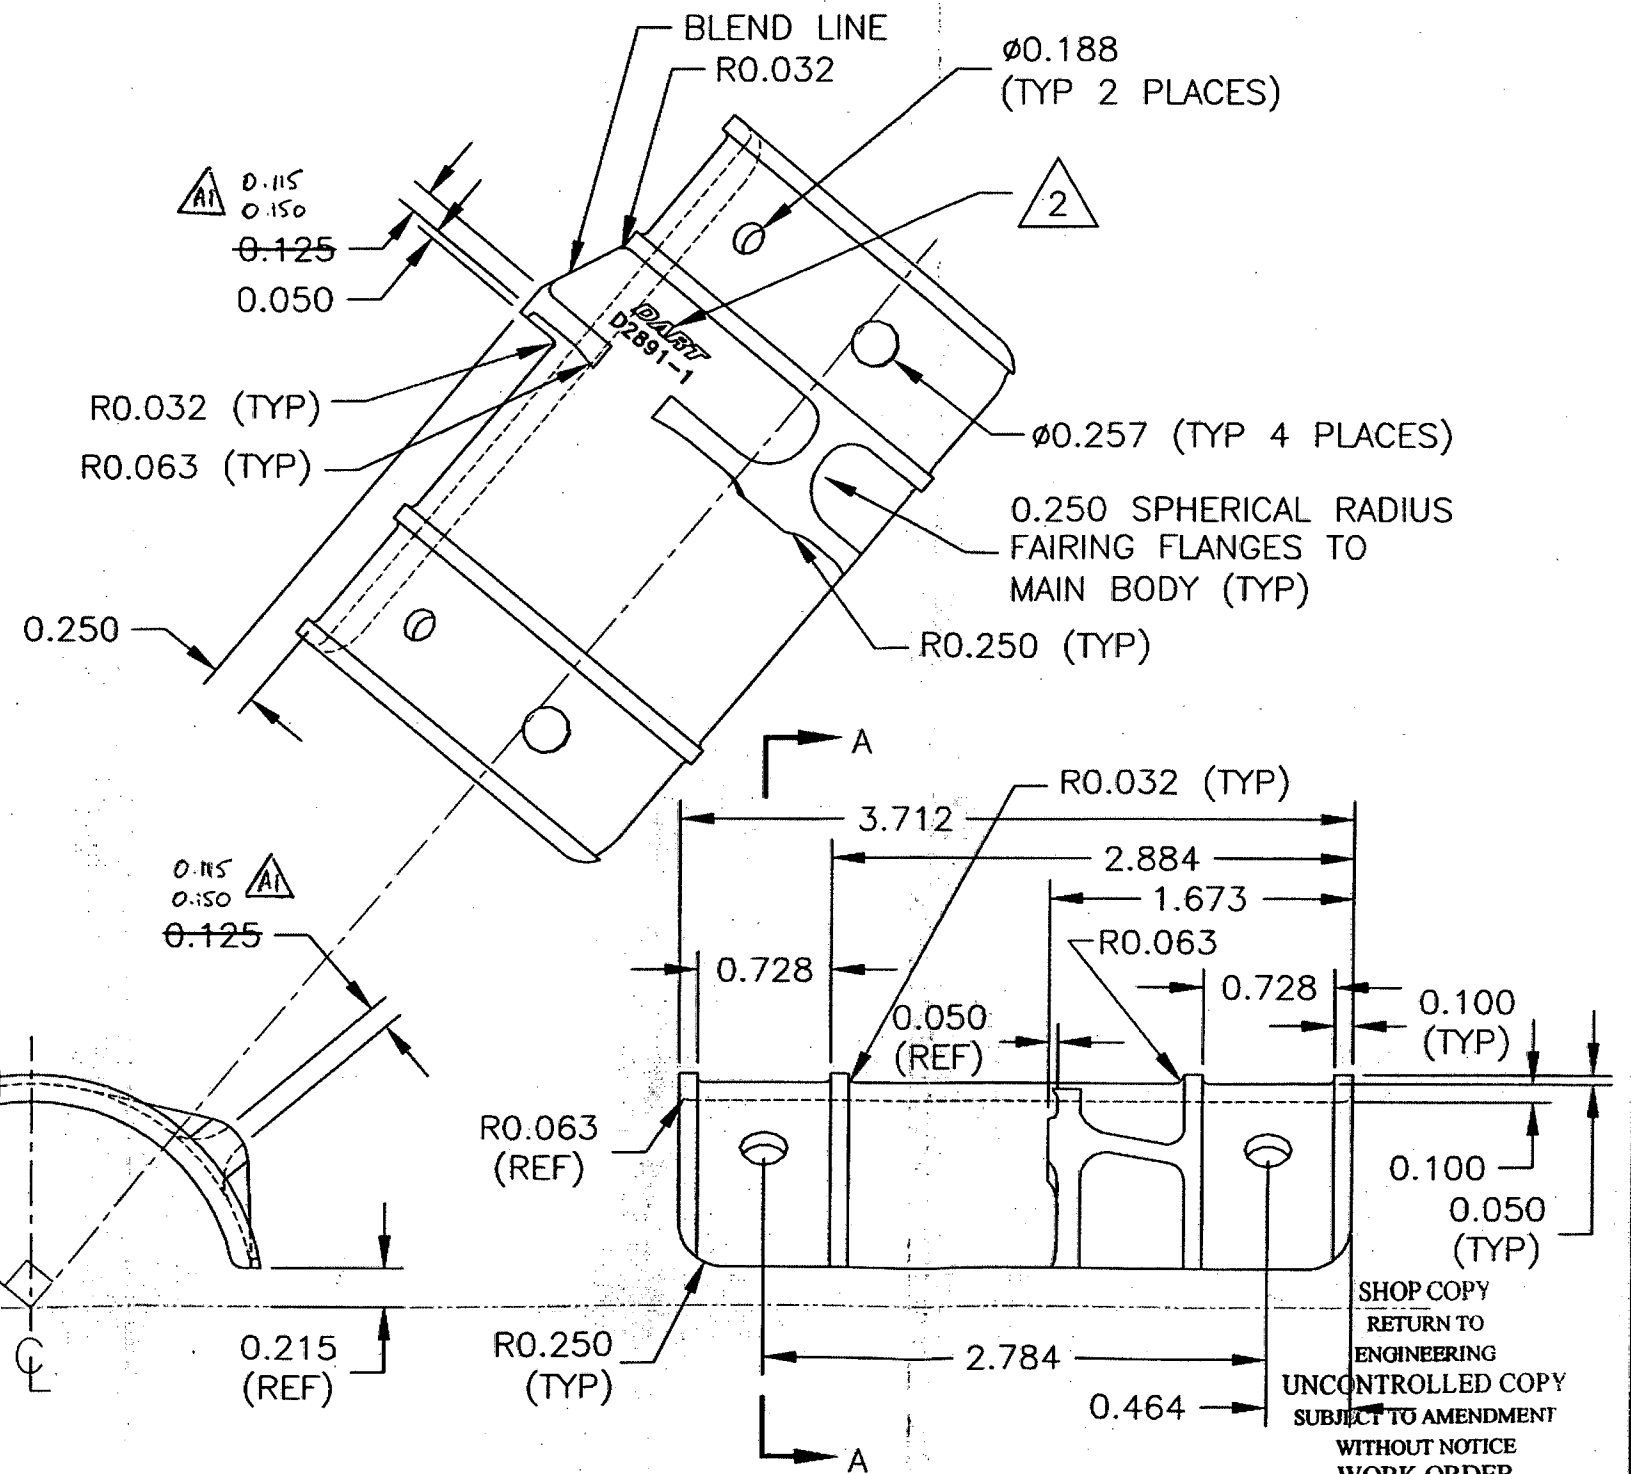 BLEND LINE
R0.032
ø0.188
(TYP 2 PLACES)
A1
0.115
0.150
0.125
0.050
2
DART
D2891-1
R0.032 (TYP)
R0.063 (TYP)
ø0.257 (TYP 4 PLACES)
0.250 SPHERICAL RADIUS
FAIRING FLANGES TO
MAIN BODY (TYP)
R0.250 (TYP)
0.250
A
R0.032 (TYP)
3.712
2.884
1.673
R0.063
0.728
0.728
0.100
(TYP)
0.050
(REF)
0.115
0.150
A1
0.125
R0.063
(REF)
0.100
0.050
(TYP)
0.215
(REF)
R0.250
(TYP)
2.784
0.464
A
CL
SHOP COPY
RETURN TO
ENGINEERING
UNCONTROLLED COPY
SUBJECT TO AMENDMENT
WITHOUT NOTICE
WORK ORDER